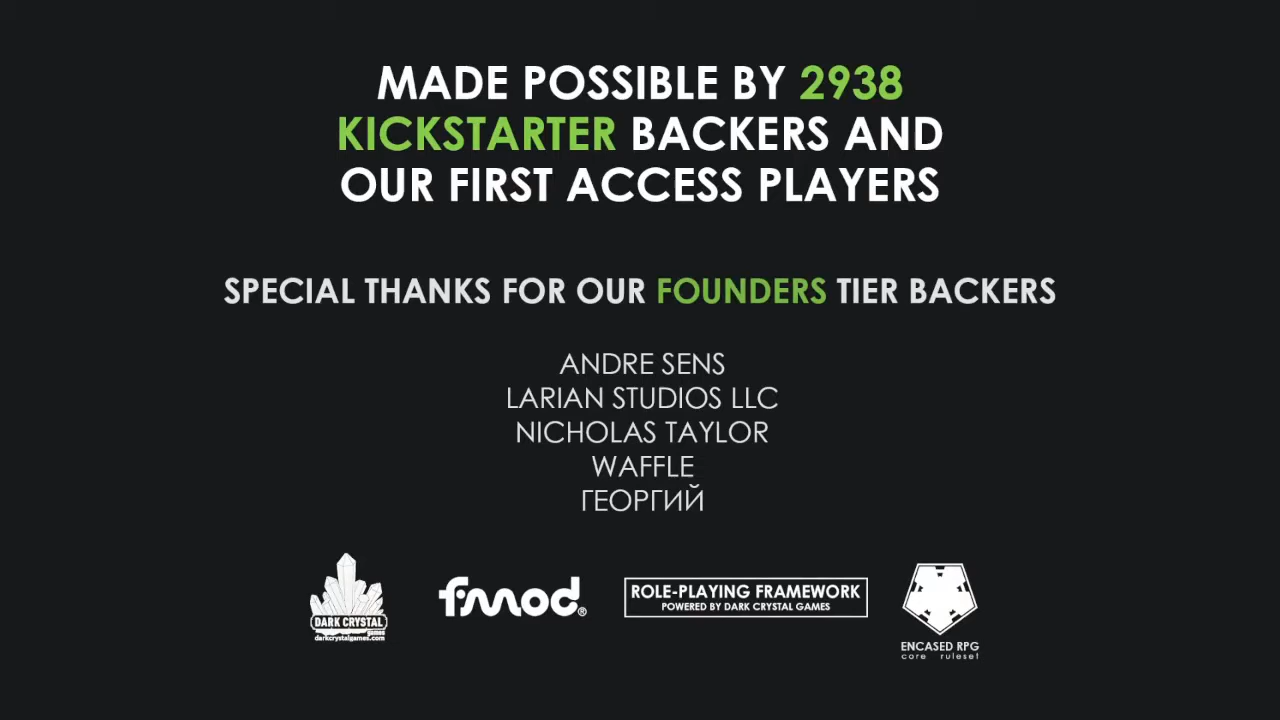 MADE POSSIBLE BY 2938
KICKSTARTER BACKERS AND
OUR FIRST ACCESS PLAYERS
SPECIAL THANKS FOR OUR FOUNDERS TIER BACKERS
ANDRE SENS
LARIAN STUDIOS LLC
NICHOLAS TAYLOR
WAFFLE
ГЕОРГИЙ
DARK CRYSTAL
games
darkcrystalgames.com
fmod®
ROLE-PLAYING FRAMEWORK
POWERED BY DARK CRYSTAL GAMES
ENCASED RPG
core ruleset